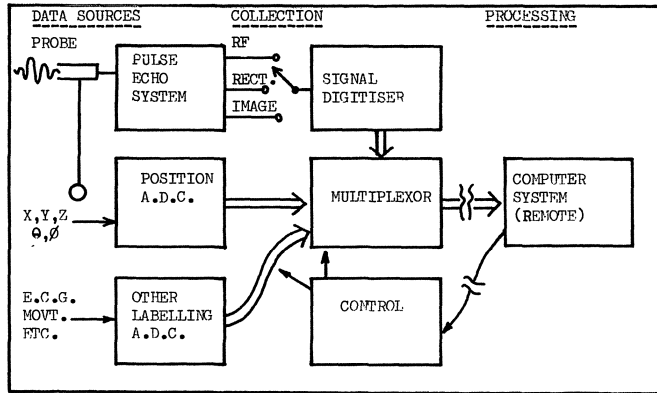 DATA SOURCES
COLLECTION
PROCESSING
PROBE
PULSE
ECHO
SYSTEM
RF
RECT.
IMAGE
SIGNAL
DIGITISER
POSITION
A.D.C.
MULTIPLEXOR
COMPUTER
SYSTEM
(REMOTE)
X,Y,Z
Θ,Ø
E.C.G.
MOVT.
ETC.
OTHER
LABELLING
A.D.C.
CONTROL